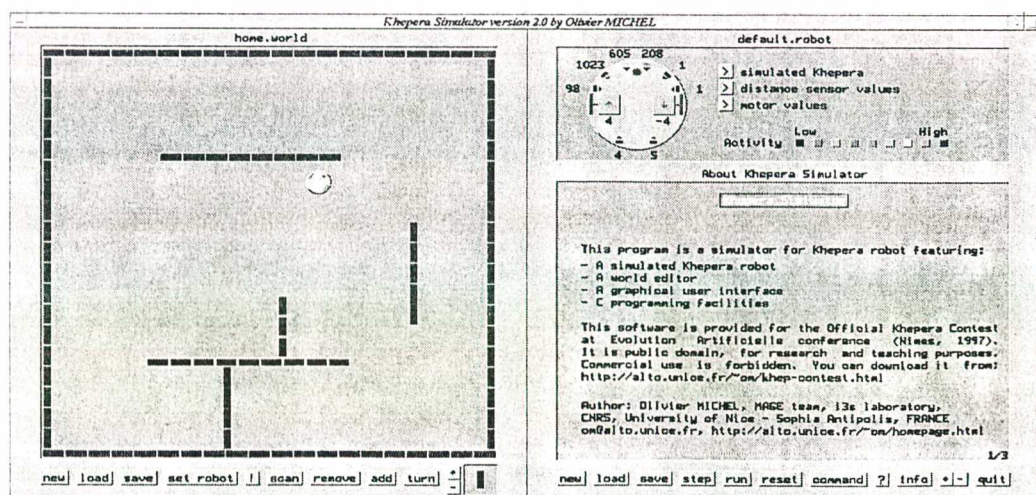 Khepera Simulator version 2.0 by Olivier MICHEL
home.world
new load save set robot ! scan remove add turn + -
default.robot
605 208
1023 1
98 1
4 -4
4 5
> simulated Khepera
> distance sensor values
> motor values
Low High
Activity
About Khepera Simulator
This program is a simulator for Khepera robot featuring:
- A simulated Khepera robot
- A world editor
- A graphical user interface
- C programming facilities
This software is provided for the Official Khepera Contest
at Evolution Artificielle conference (Nimes, 1997).
It is public domain, for research and teaching purposes.
Commercial use is forbidden. You can download it from:
http://alto.unice.fr/~om/khep-contest.html
Author: Olivier MICHEL, MAGE team, i3s laboratory,
CNRS, University of Nice - Sophia Antipolis, FRANCE
om@alto.unice.fr, http://alto.unice.fr/~om/homepage.html
1/3
new load save step run reset command ? info + - quit